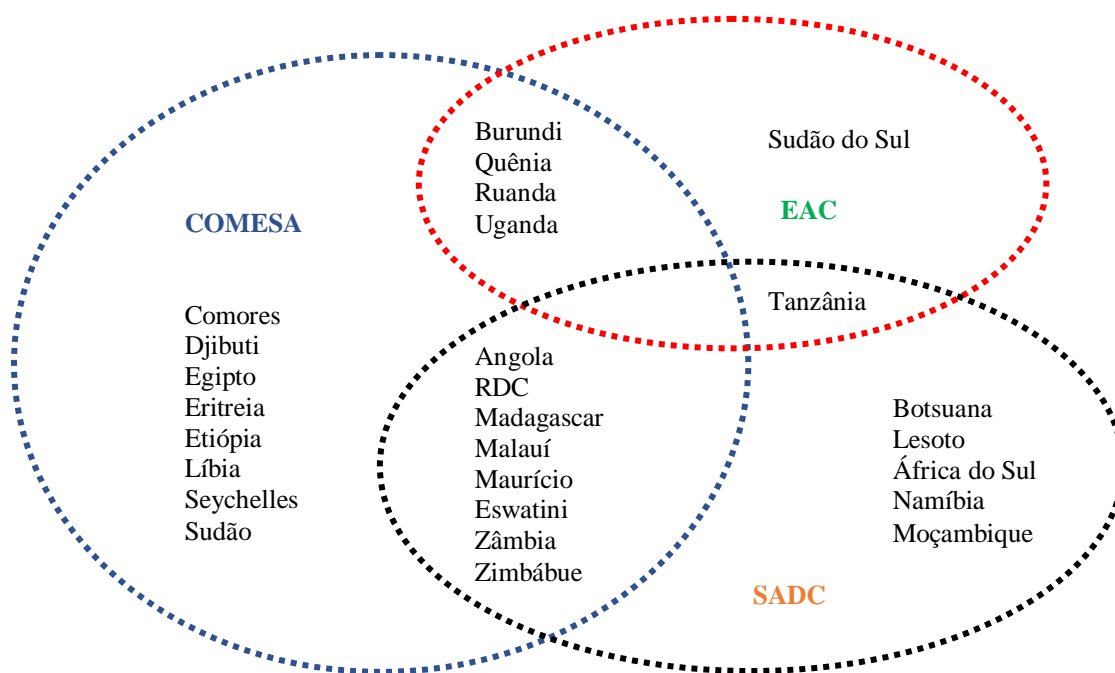 Burundi
Quênia
Ruanda
Uganda
Sudão do Sul
EAC
COMESA
Tanzânia
Comores
Djibuti
Egipto
Eritreia
Etiópia
Líbia
Seychelles
Sudão
Angola
RDC
Madagascar
Malauí
Maurício
Eswatini
Zâmbia
Zimbábue
Botsuana
Lesoto
África do Sul
Namíbia
Moçambique
SADC